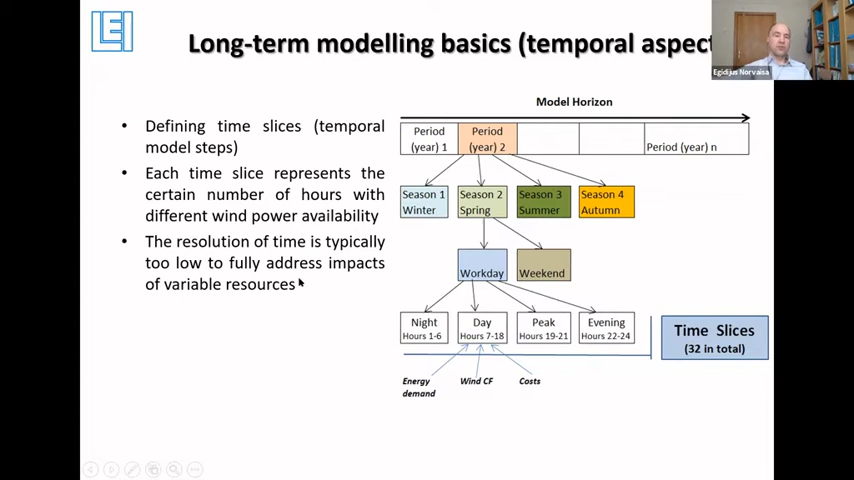 LEI
Long-term modelling basics (temporal aspect
Egidijus Norvaisa
• Defining time slices (temporal
model steps)
• Each time slice represents the
certain number of hours with
different wind power availability
• The resolution of time is typically
too low to fully address impacts
of variable resources
Model Horizon
Period
(year) 1
Period
(year) 2
Period (year) n
Season 1
Winter
Season 2
Spring
Season 3
Summer
Season 4
Autumn
Workday
Weekend
Night
Hours 1-6
Day
Hours 7-18
Peak
Hours 19-21
Evening
Hours 22-24
Time Slices
(32 in total)
Energy
demand
Wind CF
Costs